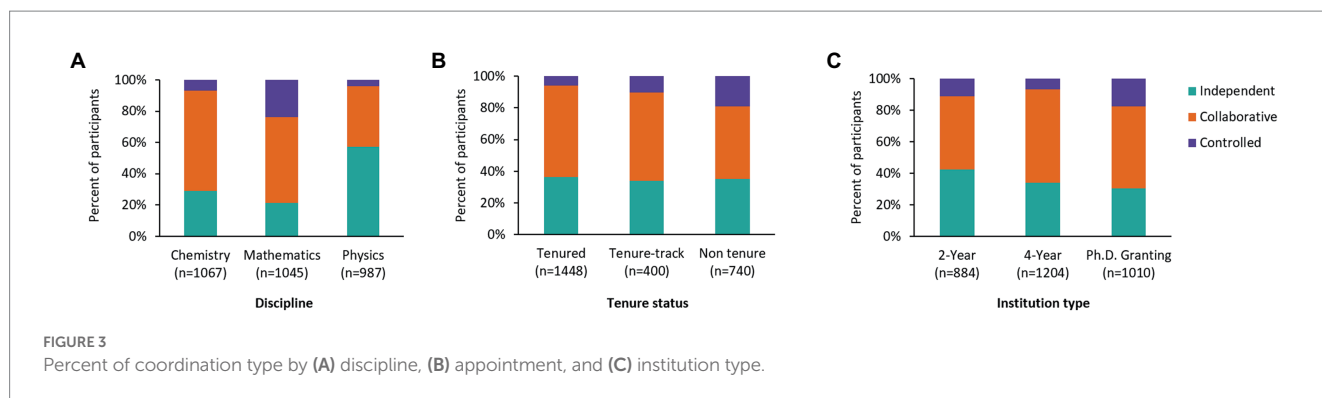 A
Percent of participants
100%
80%
60%
40%
20%
0%
Chemistry Mathematics Physics
(n=1067) (n=1045) (n=987)
Discipline
B
Percent of participants
100%
80%
60%
40%
20%
0%
Tenured Tenure-track Non tenure
(n=1448) (n=400) (n=740)
Tenure status
C
Percent of participants
100%
80%
60%
40%
20%
0%
2-Year 4-Year Ph.D. Granting
(n=884) (n=1204) (n=1010)
Institution type
Independent
Collaborative
Controlled
FIGURE 3
Percent of coordination type by (A) discipline, (B) appointment, and (C) institution type.